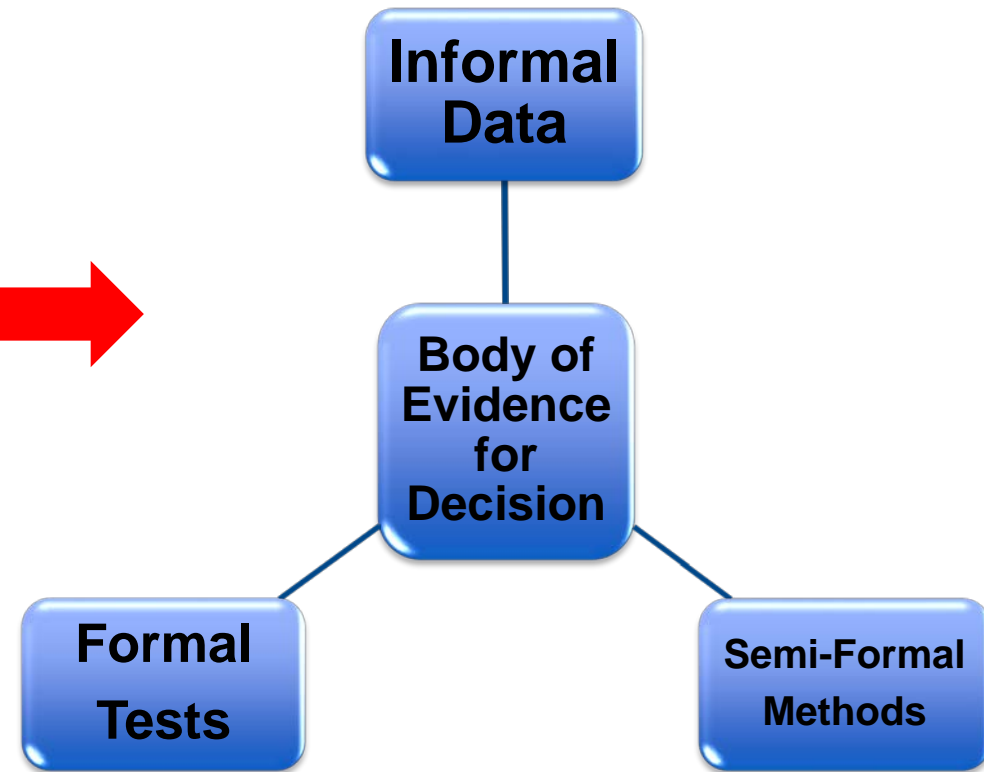 Informal
Data
Body of
Evidence
for
Decision
Formal
Tests
Semi-Formal
Methods